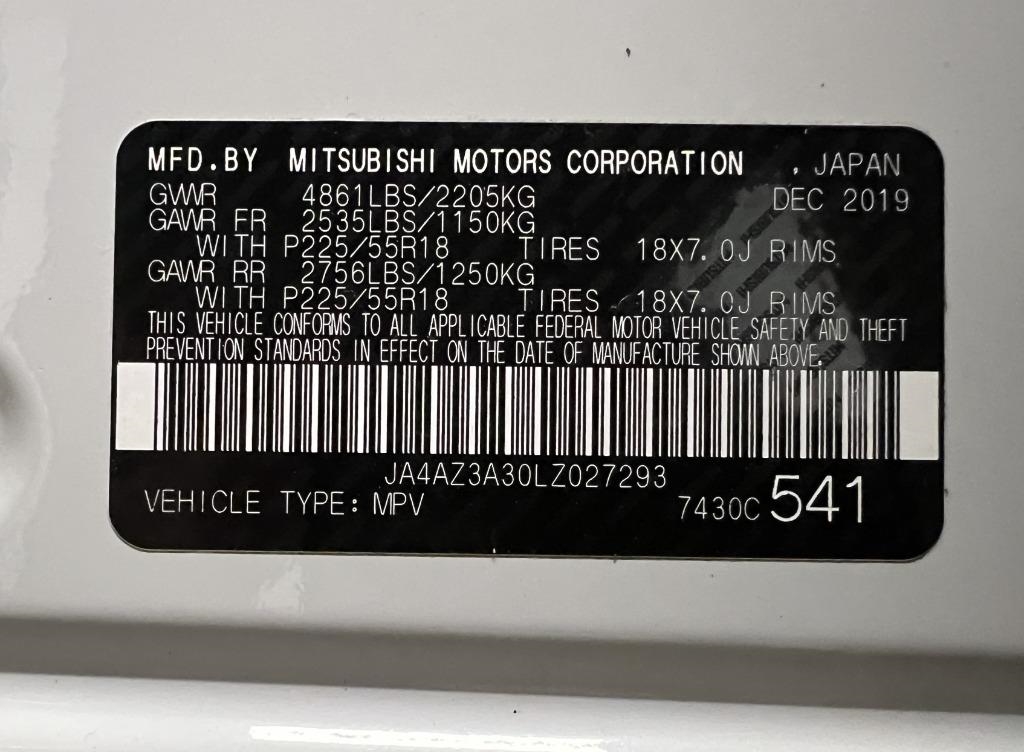 MFD.BY MITSUBISHI MOTORS CORPORATION , JAPAN
GVWR 4861LBS/2205KG DEC 2019
GAWR FR 2535LBS/1150KG
WITH P225/55R18 TIRES 18X7.0J RIMS
GAWR RR 2756LBS/1250KG
WITH P225/55R18 TIRES 18X7.0J RIMS
THIS VEHICLE CONFORMS TO ALL APPLICABLE FEDERAL MOTOR VEHICLE SAFETY AND THEFT
PREVENTION STANDARDS IN EFFECT ON THE DATE OF MANUFACTURE SHOWN ABOVE.
JA4AZ3A30LZ027293
VEHICLE TYPE: MPV 7430C 541